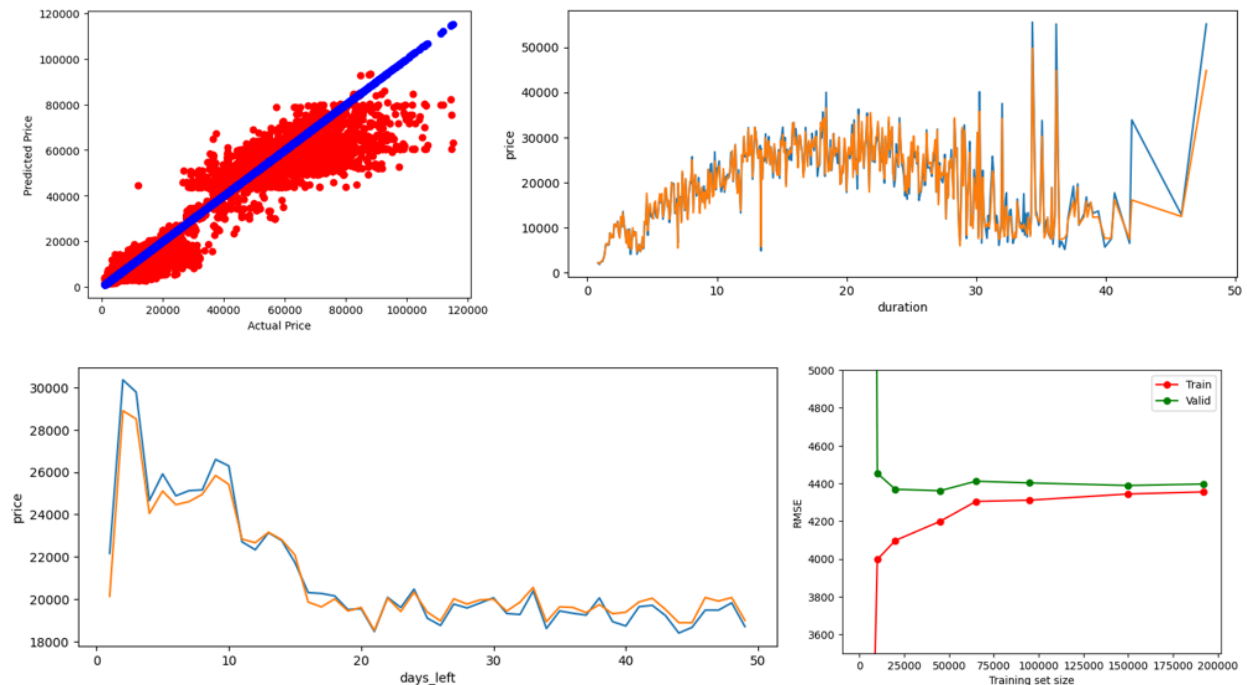 120000
100000
80000
60000
40000
20000
0
Predicted Price
0 20000 40000 60000 80000 100000 120000
Actual Price
50000
40000
30000
20000
10000
0
price
0 10 20 30 40 50
duration
30000
28000
26000
24000
22000
20000
18000
price
0 10 20 30 40 50
days_left
5000
4800
4600
4400
4200
4000
3800
3600
RMSE
Train
Valid
0 25000 50000 75000 100000 125000 150000 175000 200000
Training set size